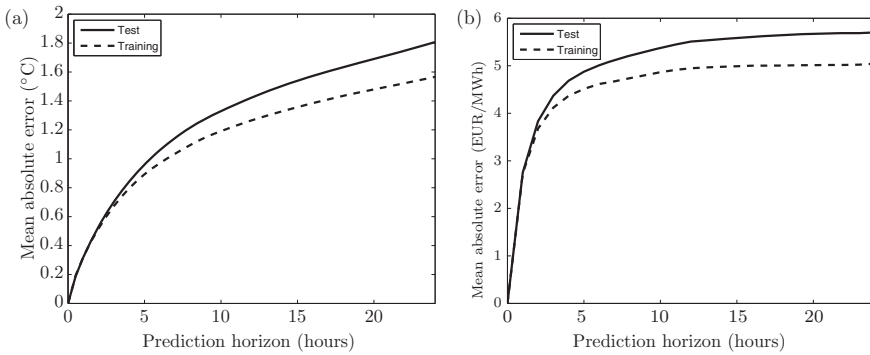 (a)
Mean absolute error (°C)
2
1.8
1.6
1.4
1.2
1
0.8
0.6
0.4
0.2
0
Test
Training
0 5 10 15 20
Prediction horizon (hours)
(b)
Mean absolute error (EUR/MWh)
6
5
4
3
2
1
0
Test
Training
0 5 10 15 20
Prediction horizon (hours)